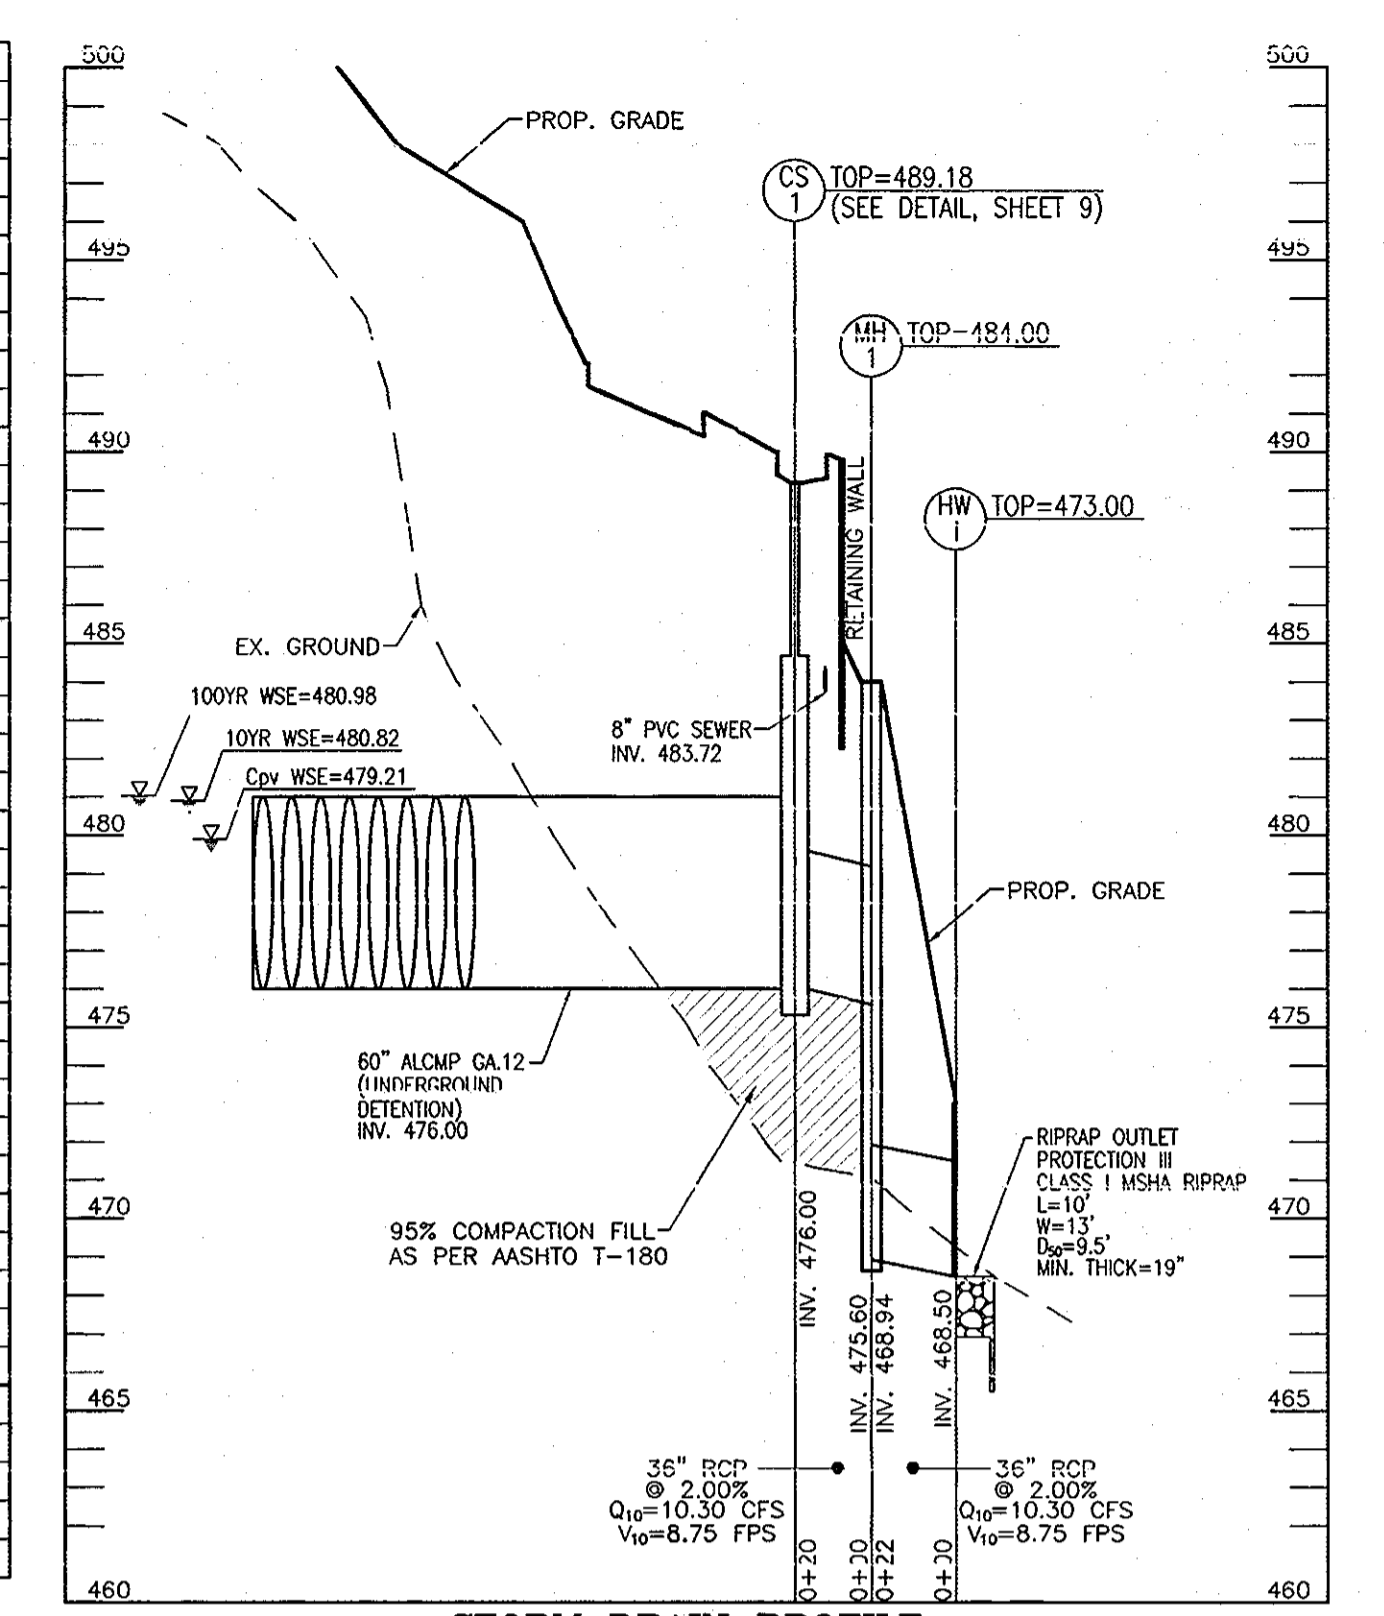 500
500
PROP. GRADE
CS
1
TOP=489.18
(SEE DETAIL, SHEET 9)
495
495
MH
1
TOP=484.00
490
490
RETAINING WALL
HW
1
TOP=473.00
485
485
EX. GROUND
100YR WSE=480.98
10YR WSE=480.82
Cpv WSE=479.21
8" PVC SEWER
INV. 483.72
480
480
PROP. GRADE
475
475
60" ALCMP GA.12
(UNDERGROUND
DETENTION)
INV. 476.00
RIPRAP OUTLET
PROTECTION III
CLASS I MSHA RIPRAP
L=10'
W=13'
D50=9.5'
MIN. THICK=19"
470
470
95% COMPACTION FILL
AS PER AASHTO T-180
INV. 476.00
INV. 475.60
INV. 468.94
INV. 468.50
465
465
36" RCP
@ 2.00%
Q10=10.30 CFS
V10=8.75 FPS
36" RCP
@ 2.00%
Q10=10.30 CFS
V10=8.75 FPS
0+20
0+00
0+22
0+00
460
460